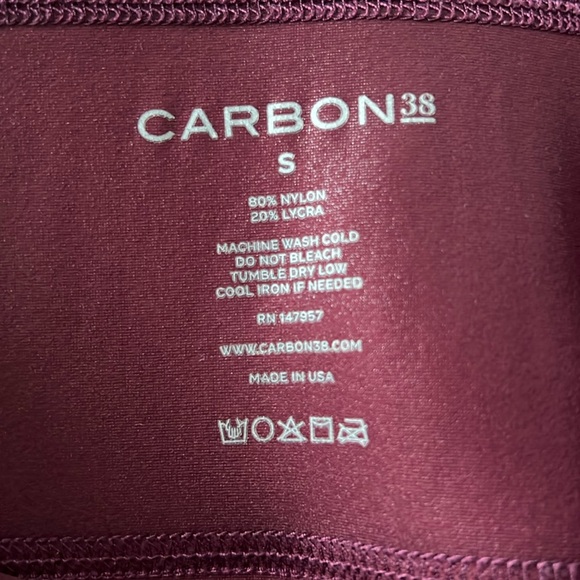 CARBON38
S
80% NYLON
20% LYCRA
MACHINE WASH COLD
DO NOT BLEACH
TUMBLE DRY LOW
COOL IRON IF NEEDED
RN 147957
WWW.CARBON38.COM
MADE IN USA